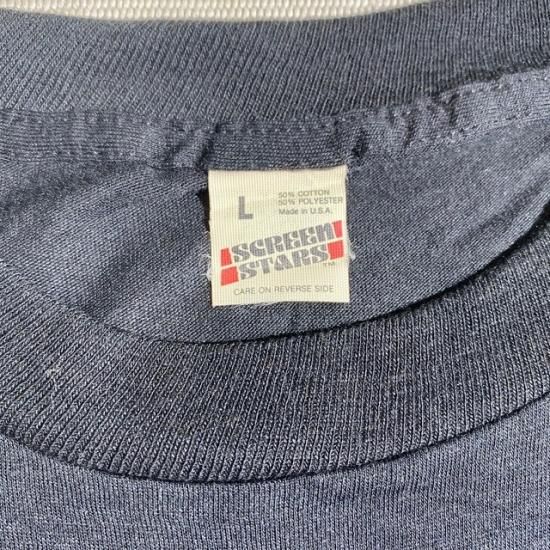 L
50% COTTON
50% POLYESTER
Made in U.S.A.
SCREEN
STARS
TM
CARE ON REVERSE SIDE